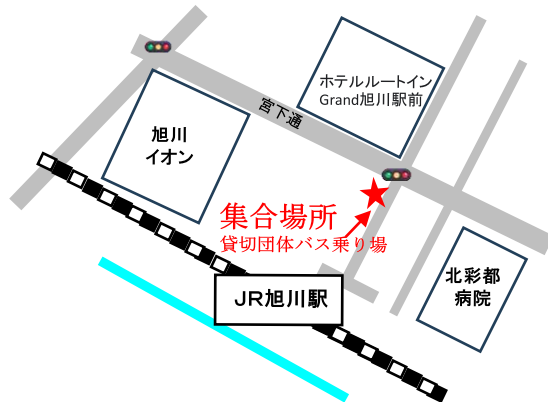 ホテルルートイン
Grand旭川駅前
宮下通
旭川
イオン
集合場所
貸切団体バス乗り場
北彩都
病院
JR旭川駅